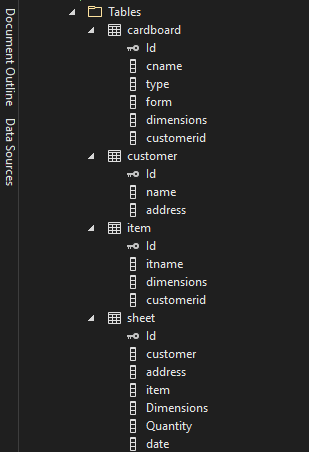 Document Outline
Data Sources
Tables
cardboard
Id
cname
type
form
dimensions
customerid
customer
Id
name
address
item
Id
itname
dimensions
customerid
sheet
Id
customer
address
item
Dimensions
Quantity
date